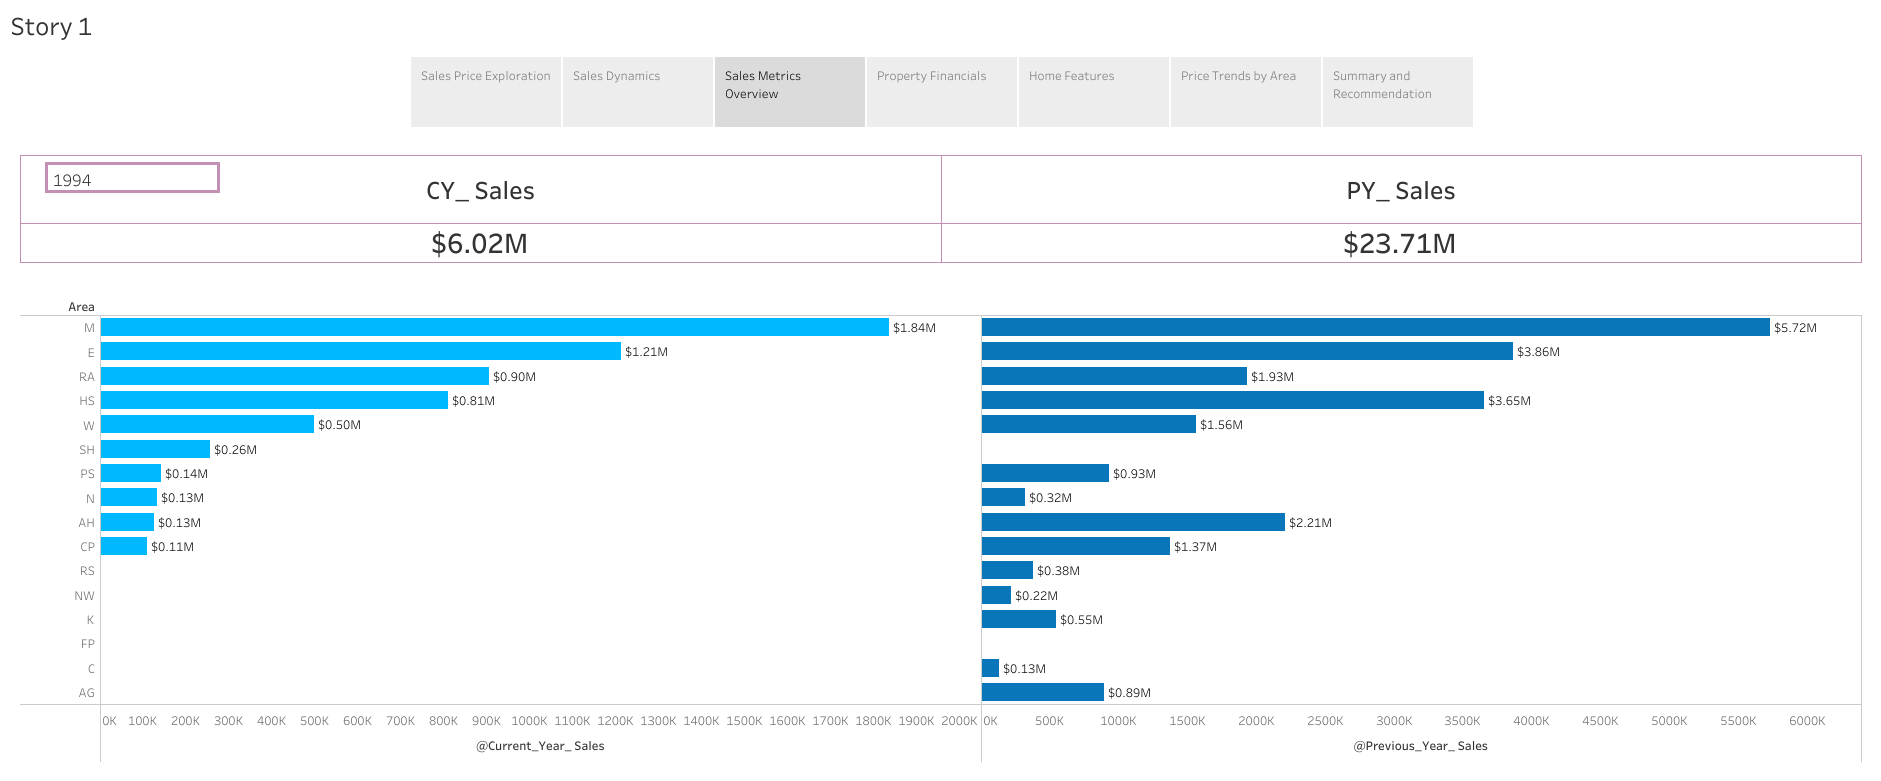 Story 1
Sales Price Exploration
Sales Dynamics
Sales Metrics
Overview
Property Financials
Home Features
Price Trends by Area
Summary and
Recommendation
1994
CY_ Sales
PY_ Sales
$6.02M
$23.71M
Area
M $1.84M $5.72M
E $1.21M $3.86M
RA $0.90M $1.93M
HS $0.81M $3.65M
W $0.50M $1.56M
SH $0.26M
PS $0.14M $0.93M
N $0.13M $0.32M
AH $0.13M $2.21M
CP $0.11M $1.37M
RS $0.38M
NW $0.22M
K $0.55M
FP
C $0.13M
AG $0.89M
0K 100K 200K 300K 400K 500K 600K 700K 800K 900K 1000K 1100K 1200K 1300K 1400K 1500K 1600K 1700K 1800K 1900K 2000K
0K 500K 1000K 1500K 2000K 2500K 3000K 3500K 4000K 4500K 5000K 5500K 6000K
@Current_Year_ Sales
@Previous_Year_ Sales